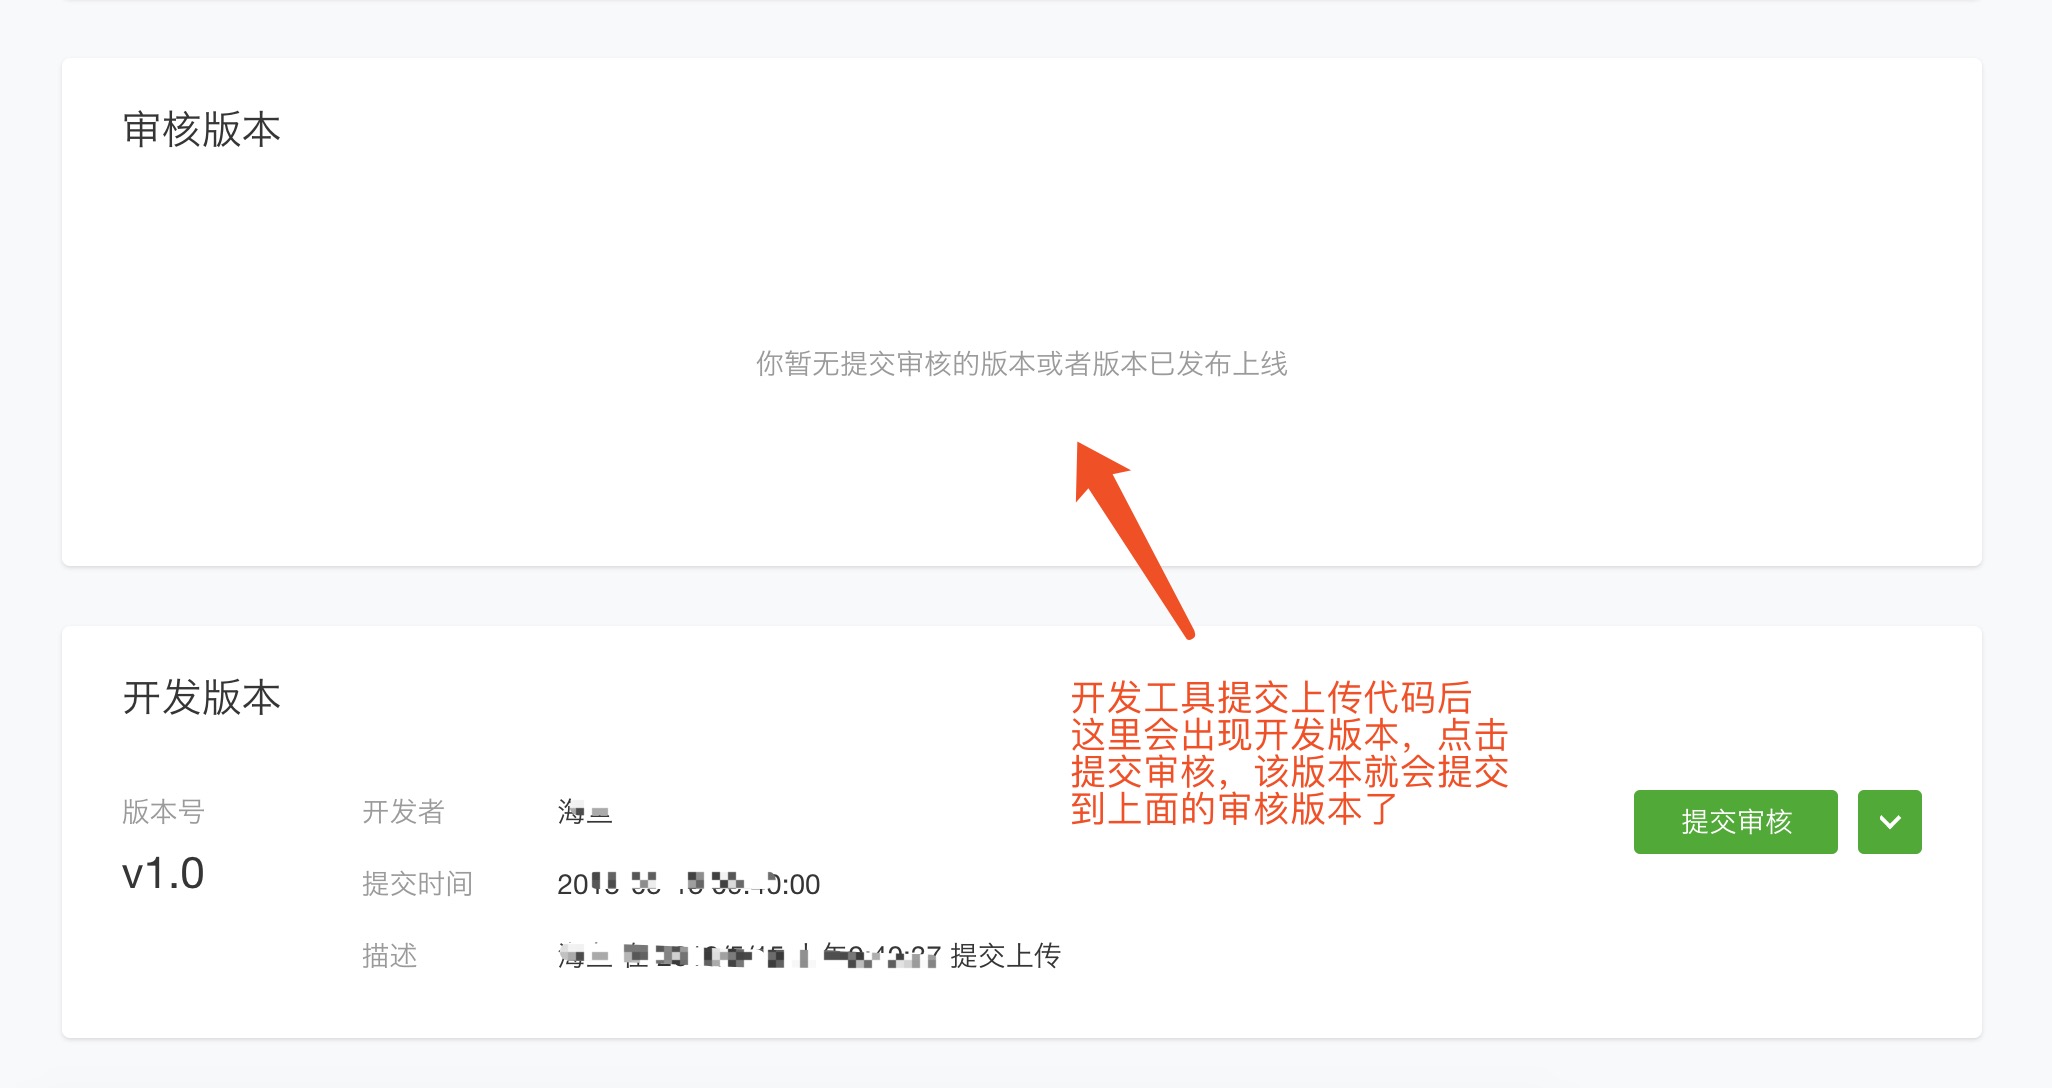 审核版本
你暂无提交审核的版本或者版本已发布上线
开发版本
开发工具提交上传代码后
这里会出现开发版本，点击
提交审核，该版本就会提交
到上面的审核版本了
版本号
v1.0
开发者
海
提交时间
20 0:00
描述
提交上传
提交审核